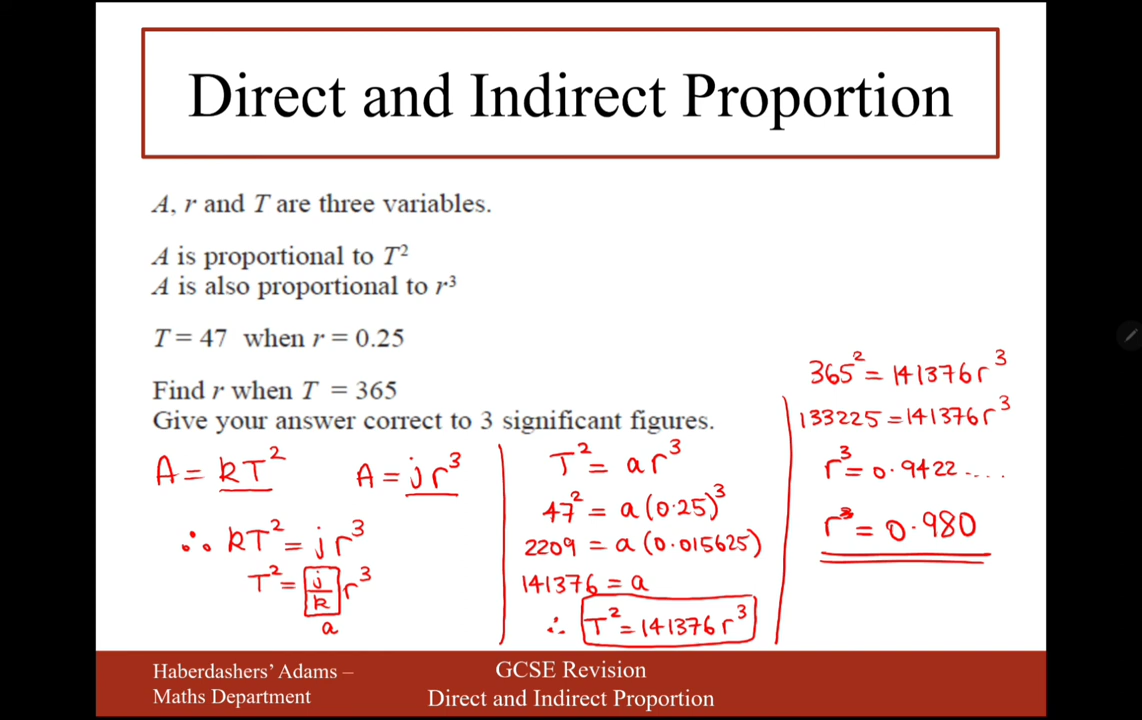 Direct and Indirect Proportion
A, r and T are three variables.
A is proportional to T²
A is also proportional to r³
T = 47 when r = 0.25
Find r when T = 365
Give your answer correct to 3 significant figures.
A = kT² A = jr³
∴ kT² = jr³
T² = j/k r³
a
T² = ar³
47² = a(0.25)³
2209 = a(0.015625)
141376 = a
∴ T² = 141376r³
365² = 141376r³
133225 = 141376r³
r³ = 0.9422....
r = 0.980
Haberdashers' Adams –
Maths Department
GCSE Revision
Direct and Indirect Proportion